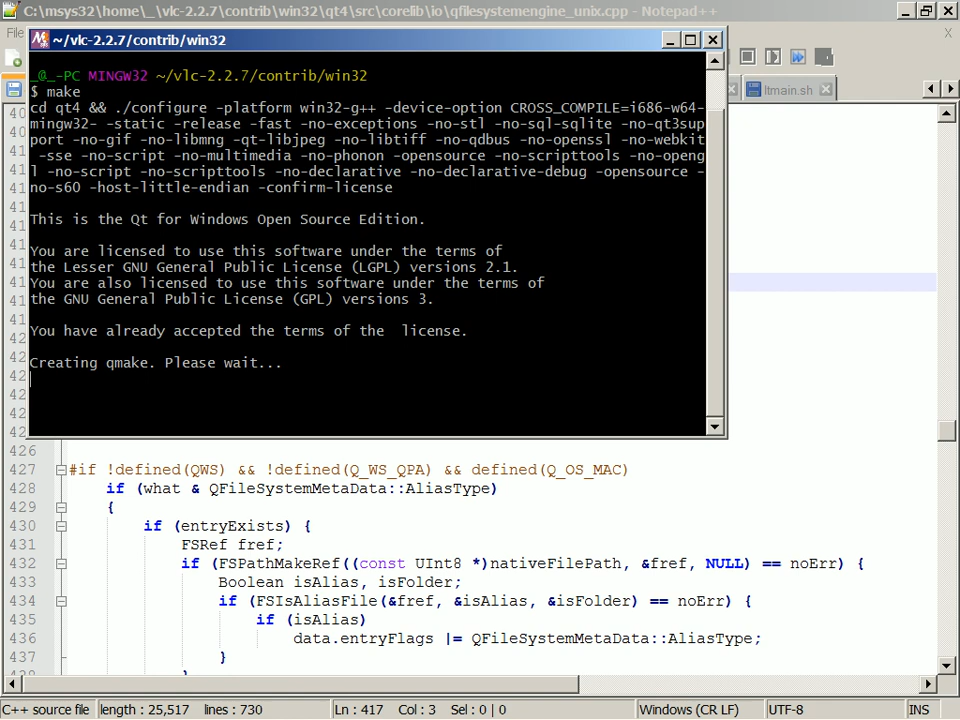 C:\msys32\home\_\vlc-2.2.7\contrib\win32\qt4\src\corelib\io\qfilesystemengine_unix.cpp - Notepad++
File
X
ltmain.sh
~/vlc-2.2.7/contrib/win32
_@_-PC MINGW32 ~/vlc-2.2.7/contrib/win32
$ make
cd qt4 && ./configure -platform win32-g++ -device-option CROSS_COMPILE=i686-w64-
mingw32- -static -release -fast -no-exceptions -no-stl -no-sql-sqlite -no-qt3sup
port -no-gif -no-libmng -qt-libjpeg -no-libtiff -no-qdbus -no-openssl -no-webkit
-sse -no-script -no-multimedia -no-phonon -opensource -no-scripttools -no-openg
l -no-script -no-scripttools -no-declarative -no-declarative-debug -opensource -
no-s60 -host-little-endian -confirm-license
This is the Qt for Windows Open Source Edition.
You are licensed to use this software under the terms of
the Lesser GNU General Public License (LGPL) versions 2.1.
You are also licensed to use this software under the terms of
the GNU General Public License (GPL) versions 3.
You have already accepted the terms of the  license.
Creating qmake. Please wait...
426
427 #if !defined(QWS) && !defined(Q_WS_QPA) && defined(Q_OS_MAC)
428 if (what & QFileSystemMetaData::AliasType)
429 {
430 if (entryExists) {
431 FSRef fref;
432 if (FSPathMakeRef((const UInt8 *)nativeFilePath, &fref, NULL) == noErr) {
433 Boolean isAlias, isFolder;
434 if (FSIsAliasFile(&fref, &isAlias, &isFolder) == noErr) {
435 if (isAlias)
436 data.entryFlags |= QFileSystemMetaData::AliasType;
437 }
C++ source file length : 25,517 lines : 730 Ln : 417 Col : 3 Sel : 0 | 0 Windows (CR LF) UTF-8 INS